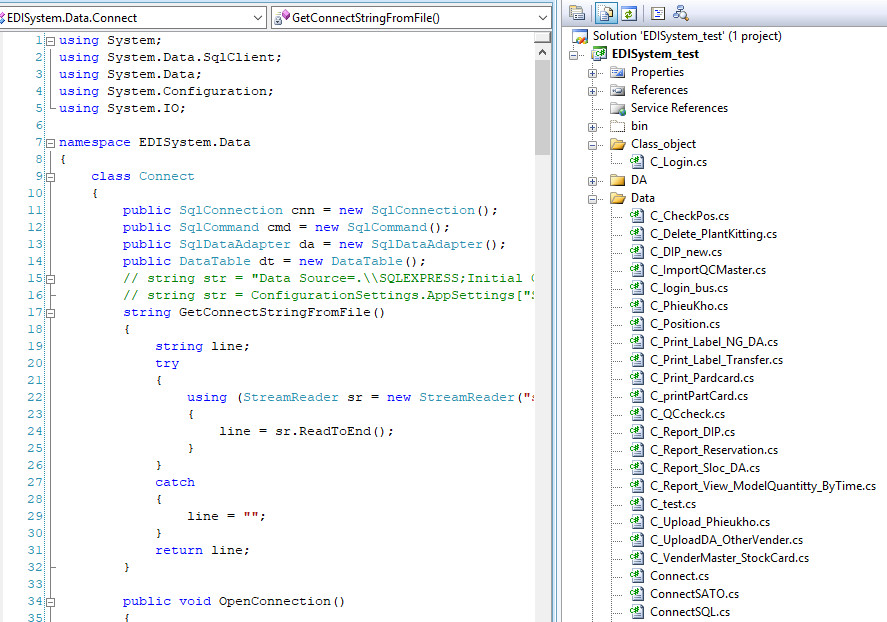 EDISystem.Data.Connect
GetConnectStringFromFile()
1 using System;
2 using System.Data.SqlClient;
3 using System.Data;
4 using System.Configuration;
5 using System.IO;
6
7 namespace EDISystem.Data
8 {
9 class Connect
10 {
11 public SqlConnection cnn = new SqlConnection();
12 public SqlCommand cmd = new SqlCommand();
13 public SqlDataAdapter da = new SqlDataAdapter();
14 public DataTable dt = new DataTable();
15 // string str = "Data Source=.\\SQLEXPRESS;Initial
16 // string str = ConfigurationSettings.AppSettings["
17 string GetConnectStringFromFile()
18 {
19 string line;
20 try
21 {
22 using (StreamReader sr = new StreamReader("
23 {
24 line = sr.ReadToEnd();
25 }
26 }
27 catch
28 {
29 line = "";
30 }
31 return line;
32 }
33
34 public void OpenConnection()
35 {
Solution 'EDISystem_test' (1 project)
EDISystem_test
Properties
References
Service References
bin
Class_object
C_Login.cs
DA
Data
C_CheckPos.cs
C_Delete_PlantKitting.cs
C_DIP_new.cs
C_ImportQCMaster.cs
C_login_bus.cs
C_PhieuKho.cs
C_Position.cs
C_Print_Label_NG_DA.cs
C_Print_Label_Transfer.cs
C_Print_Pardcard.cs
C_printPartCard.cs
C_QCcheck.cs
C_Report_DIP.cs
C_Report_Reservation.cs
C_Report_Sloc_DA.cs
C_Report_View_ModelQuantitty_ByTime.cs
C_test.cs
C_Upload_Phieukho.cs
C_UploadDA_OtherVender.cs
C_VenderMaster_StockCard.cs
Connect.cs
ConnectSATO.cs
ConnectSQL.cs